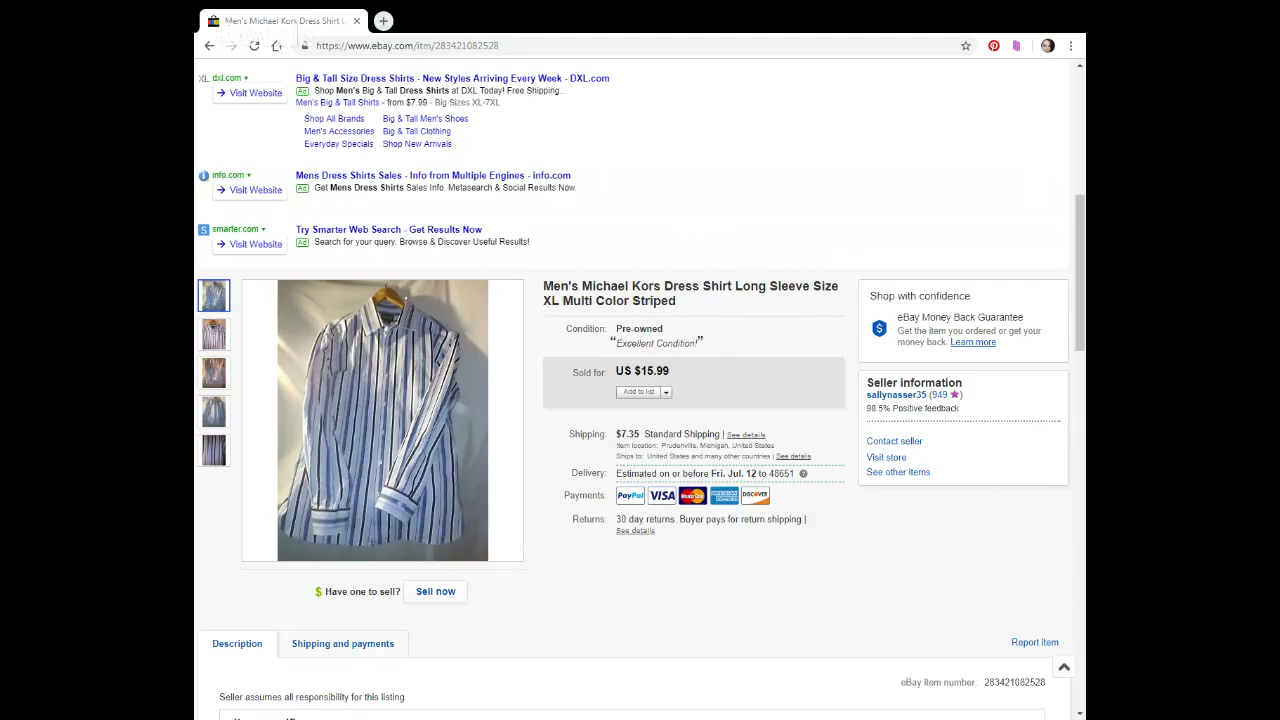 Men's Michael Kors Dress Shirt L
https://www.ebay.com/itm/283421082528
XL dxl.com
Visit Website
Big & Tall Size Dress Shirts - New Styles Arriving Every Week - DXL.com
Ad Shop Men's Big & Tall Dress Shirts at DXL Today! Free Shipping...
Men's Big & Tall Shirts - from $7.99 - Big Sizes XL-7XL
Shop All Brands Big & Tall Men's Shoes
Men's Accessories Big & Tall Clothing
Everyday Specials Shop New Arrivals
info.com
Visit Website
Mens Dress Shirts Sales - Info from Multiple Engines - info.com
Ad Get Mens Dress Shirts Sales Info. Metasearch & Social Results Now.
S smarter.com
Visit Website
Try Smarter Web Search - Get Results Now
Ad Search for your query. Browse & Discover Useful Results!
Men's Michael Kors Dress Shirt Long Sleeve Size
XL Multi Color Striped
Condition: Pre-owned
“Excellent Condition!”
Sold for: US $15.99
Add to list
Shipping: $7.35 Standard Shipping | See details
Item location: Prudenville, Michigan, United States
Ships to: United States and many other countries | See details
Delivery: Estimated on or before Fri. Jul. 12 to 48651
Payments: PayPal VISA MasterCard AMERICAN EXPRESS DISCOVER
Returns: 30 day returns. Buyer pays for return shipping |
See details
Shop with confidence
eBay Money Back Guarantee
Get the item you ordered or get your
money back. Learn more
Seller information
sallynasser35 (949)
98.5% Positive feedback
Contact seller
Visit store
See other items
$ Have one to sell? Sell now
Description Shipping and payments
Report item
eBay item number: 283421082528
Seller assumes all responsibility for this listing.